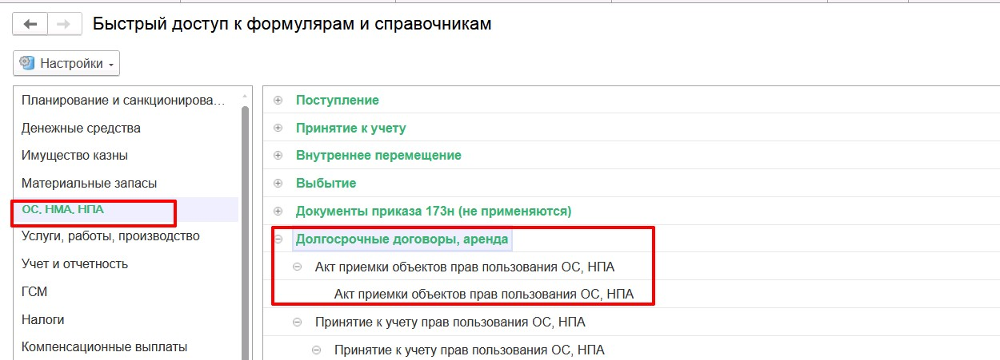 Быстрый доступ к формулярам и справочникам
Настройки
Планирование и санкционирова...
Денежные средства
Имущество казны
Материальные запасы
ОС, НМА, НПА
Услуги, работы, производство
Учет и отчетность
ГСМ
Налоги
Компенсационные выплаты
Поступление
Принятие к учету
Внутреннее перемещение
Выбытие
Документы приказа 173н (не применяются)
Долгосрочные договоры, аренда
Акт приемки объектов прав пользования ОС, НПА
Акт приемки объектов прав пользования ОС, НПА
Принятие к учету прав пользования ОС, НПА
Принятие к учету прав пользования ОС, НПА